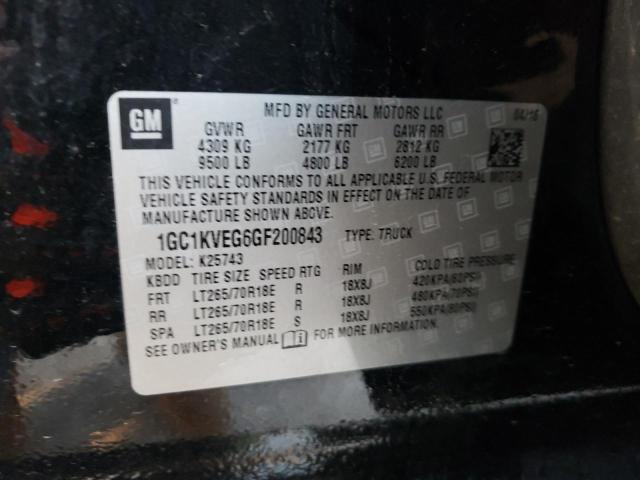 GM
®
MFD BY GENERAL MOTORS LLC 04/16
GVWR GAWR FRT GAWR RR
4309 KG 2177 KG 2812 KG
9500 LB 4800 LB 6200 LB
THIS VEHICLE CONFORMS TO ALL APPLICABLE U.S. FEDERAL MOTOR
VEHICLE SAFETY STANDARDS IN EFFECT ON THE DATE OF
MANUFACTURE SHOWN ABOVE.
1GC1KVEG6GF200843 TYPE: TRUCK
MODEL: K25743
KBDD TIRE SIZE SPEED RTG RIM COLD TIRE PRESSURE
FRT LT265/70R18E R 18X8J 420KPA(60PSI)
RR LT265/70R18E R 18X8J 480KPA(70PSI)
SPA LT265/70R18E S 18X8J 550KPA(80PSI)
SEE OWNER'S MANUAL FOR MORE INFORMATION